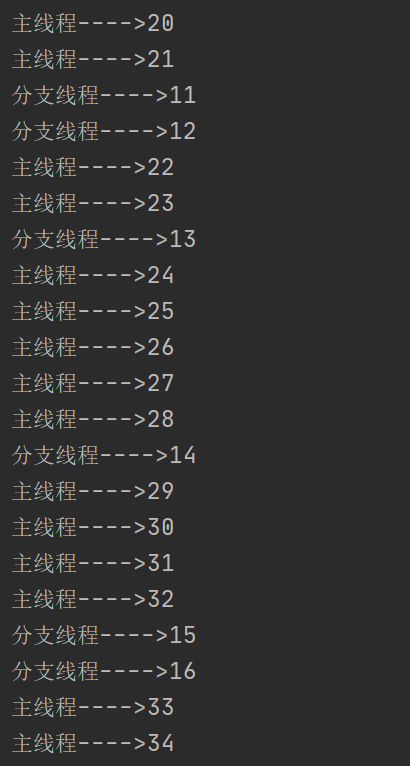 主线程---->20
主线程---->21
分支线程---->11
分支线程---->12
主线程---->22
主线程---->23
分支线程---->13
主线程---->24
主线程---->25
主线程---->26
主线程---->27
主线程---->28
分支线程---->14
主线程---->29
主线程---->30
主线程---->31
主线程---->32
分支线程---->15
分支线程---->16
主线程---->33
主线程---->34